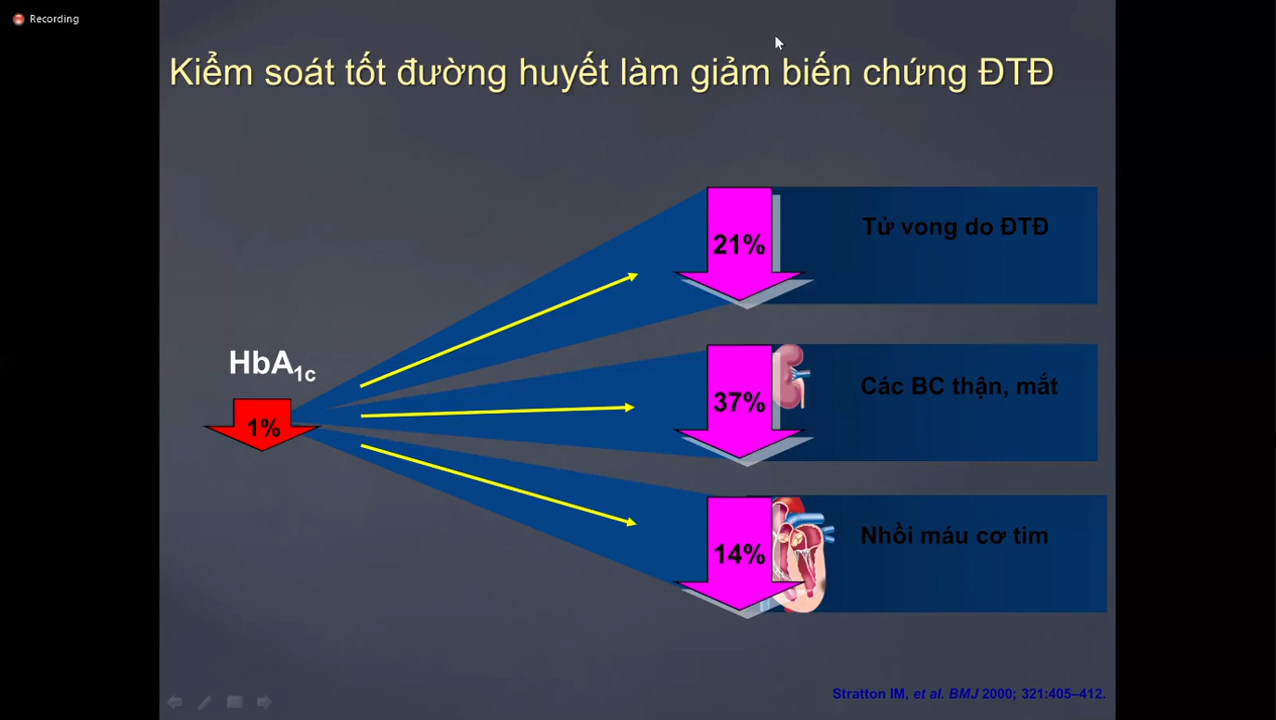 Recording
Kiểm soát tốt đường huyết làm giảm biến chứng ĐTĐ
21%
Tử vong do ĐTĐ
HbA1c
1%
37%
Các BC thận, mắt
14%
Nhồi máu cơ tim
Stratton IM, et al. BMJ 2000; 321:405–412.